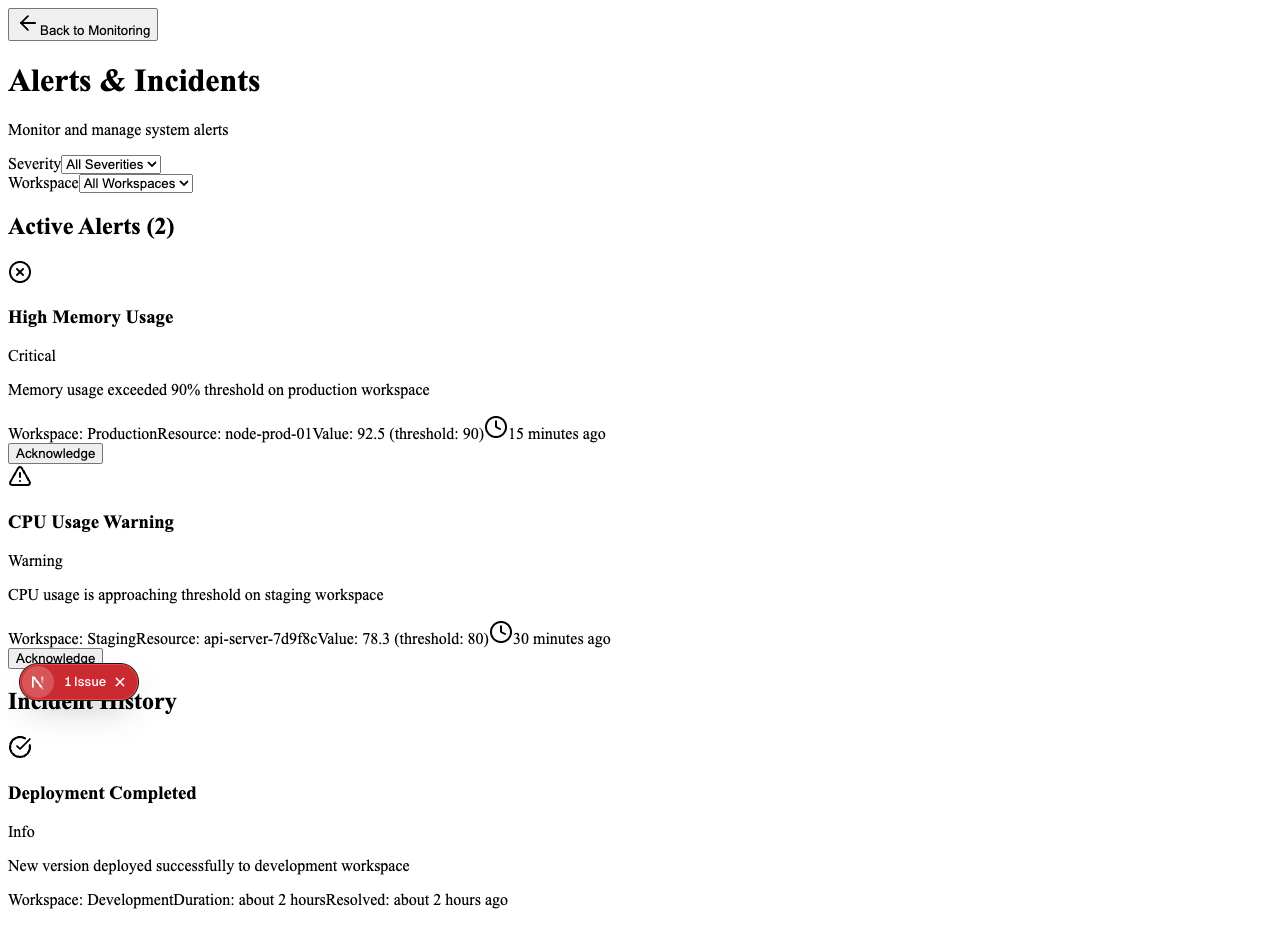 Back to Monitoring
Alerts & Incidents
Monitor and manage system alerts
Severity All Severities
Workspace All Workspaces
Active Alerts (2)
High Memory Usage
Critical
Memory usage exceeded 90% threshold on production workspace
Workspace: ProductionResource: node-prod-01Value: 92.5 (threshold: 90) 15 minutes ago
Acknowledge
CPU Usage Warning
Warning
CPU usage is approaching threshold on staging workspace
Workspace: StagingResource: api-server-7d9f8cValue: 78.3 (threshold: 80) 30 minutes ago
Acknowledge
N 1 Issue
Incident History
Deployment Completed
Info
New version deployed successfully to development workspace
Workspace: DevelopmentDuration: about 2 hoursResolved: about 2 hours ago